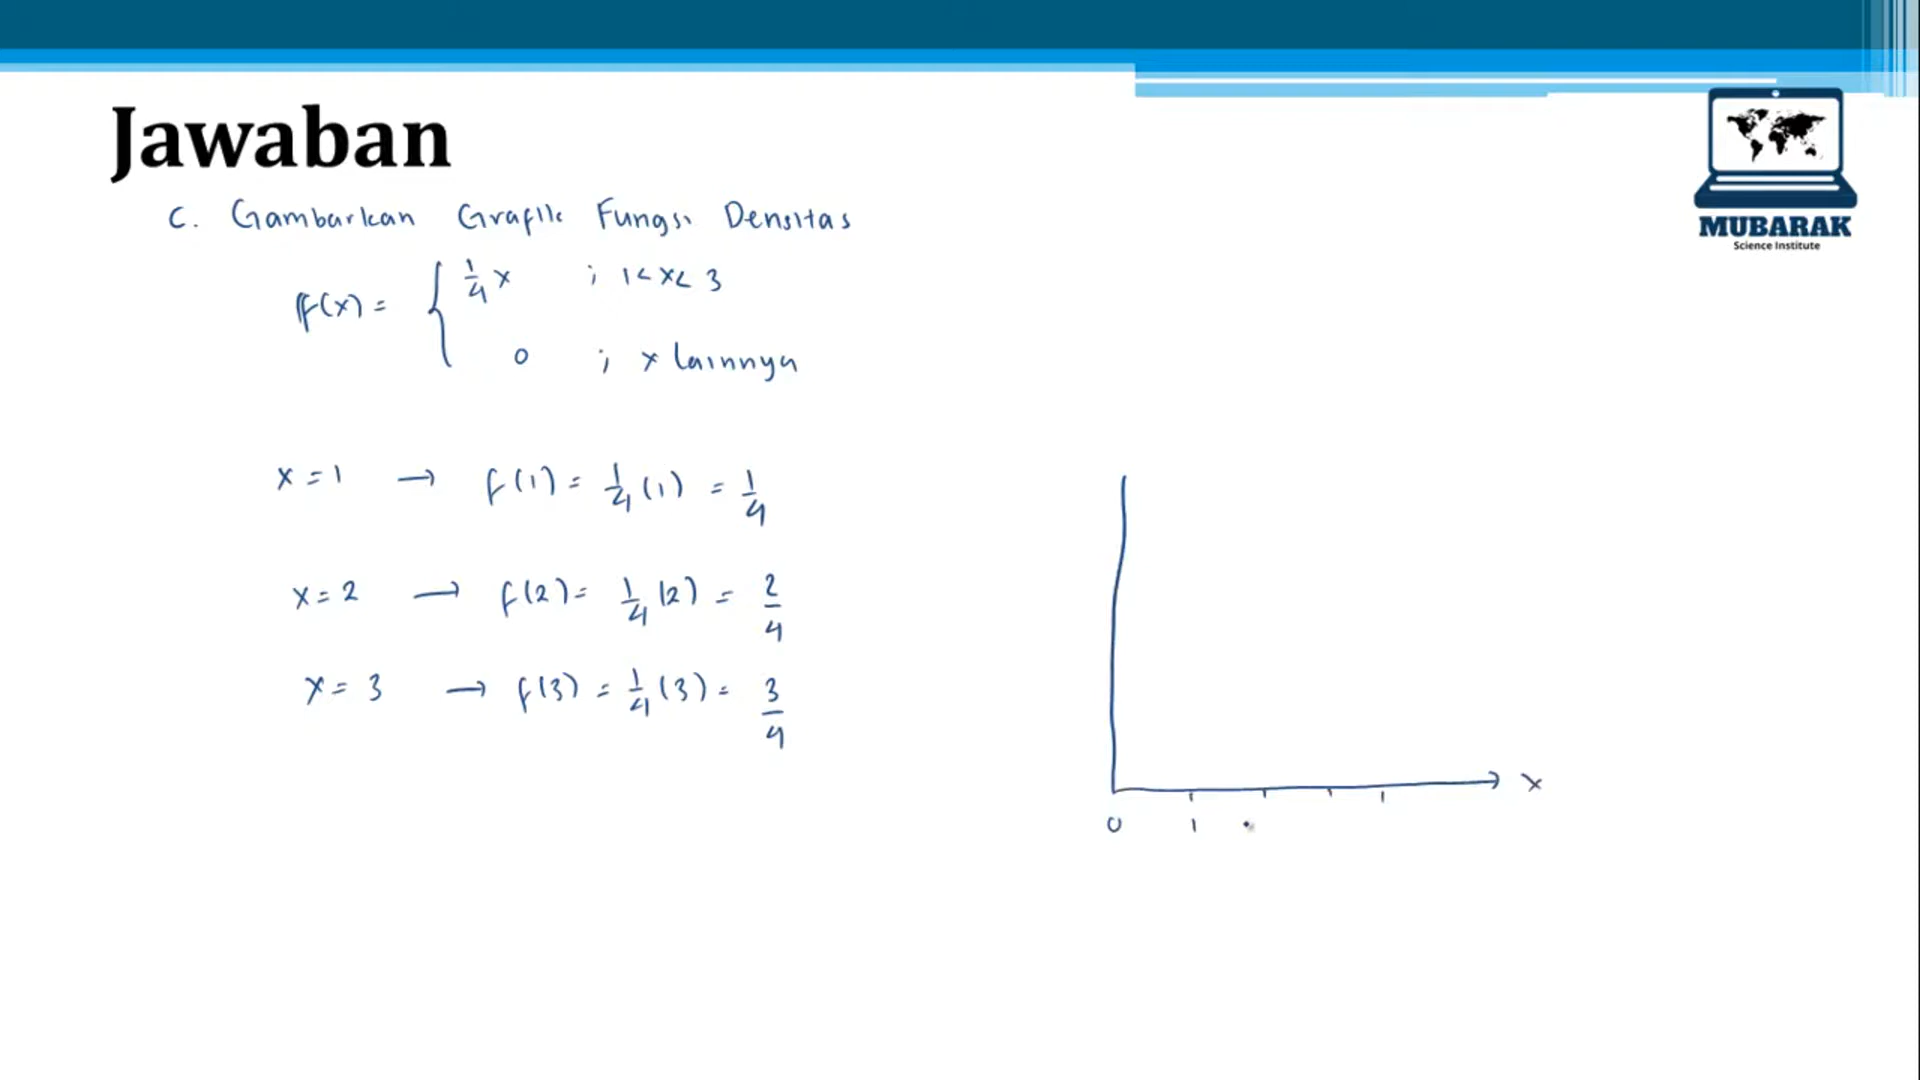 Jawaban
MUBARAK
Science Institute
C. Gambarkan Grafik Fungsi Densitas
f(x) = { 1/4 x ; 1 < x < 3
0 ; x lainnya
x = 1 → f(1) = 1/4 (1) = 1/4
x = 2 → f(2) = 1/4 (2) = 2/4
x = 3 → f(3) = 1/4 (3) = 3/4
x
0 1